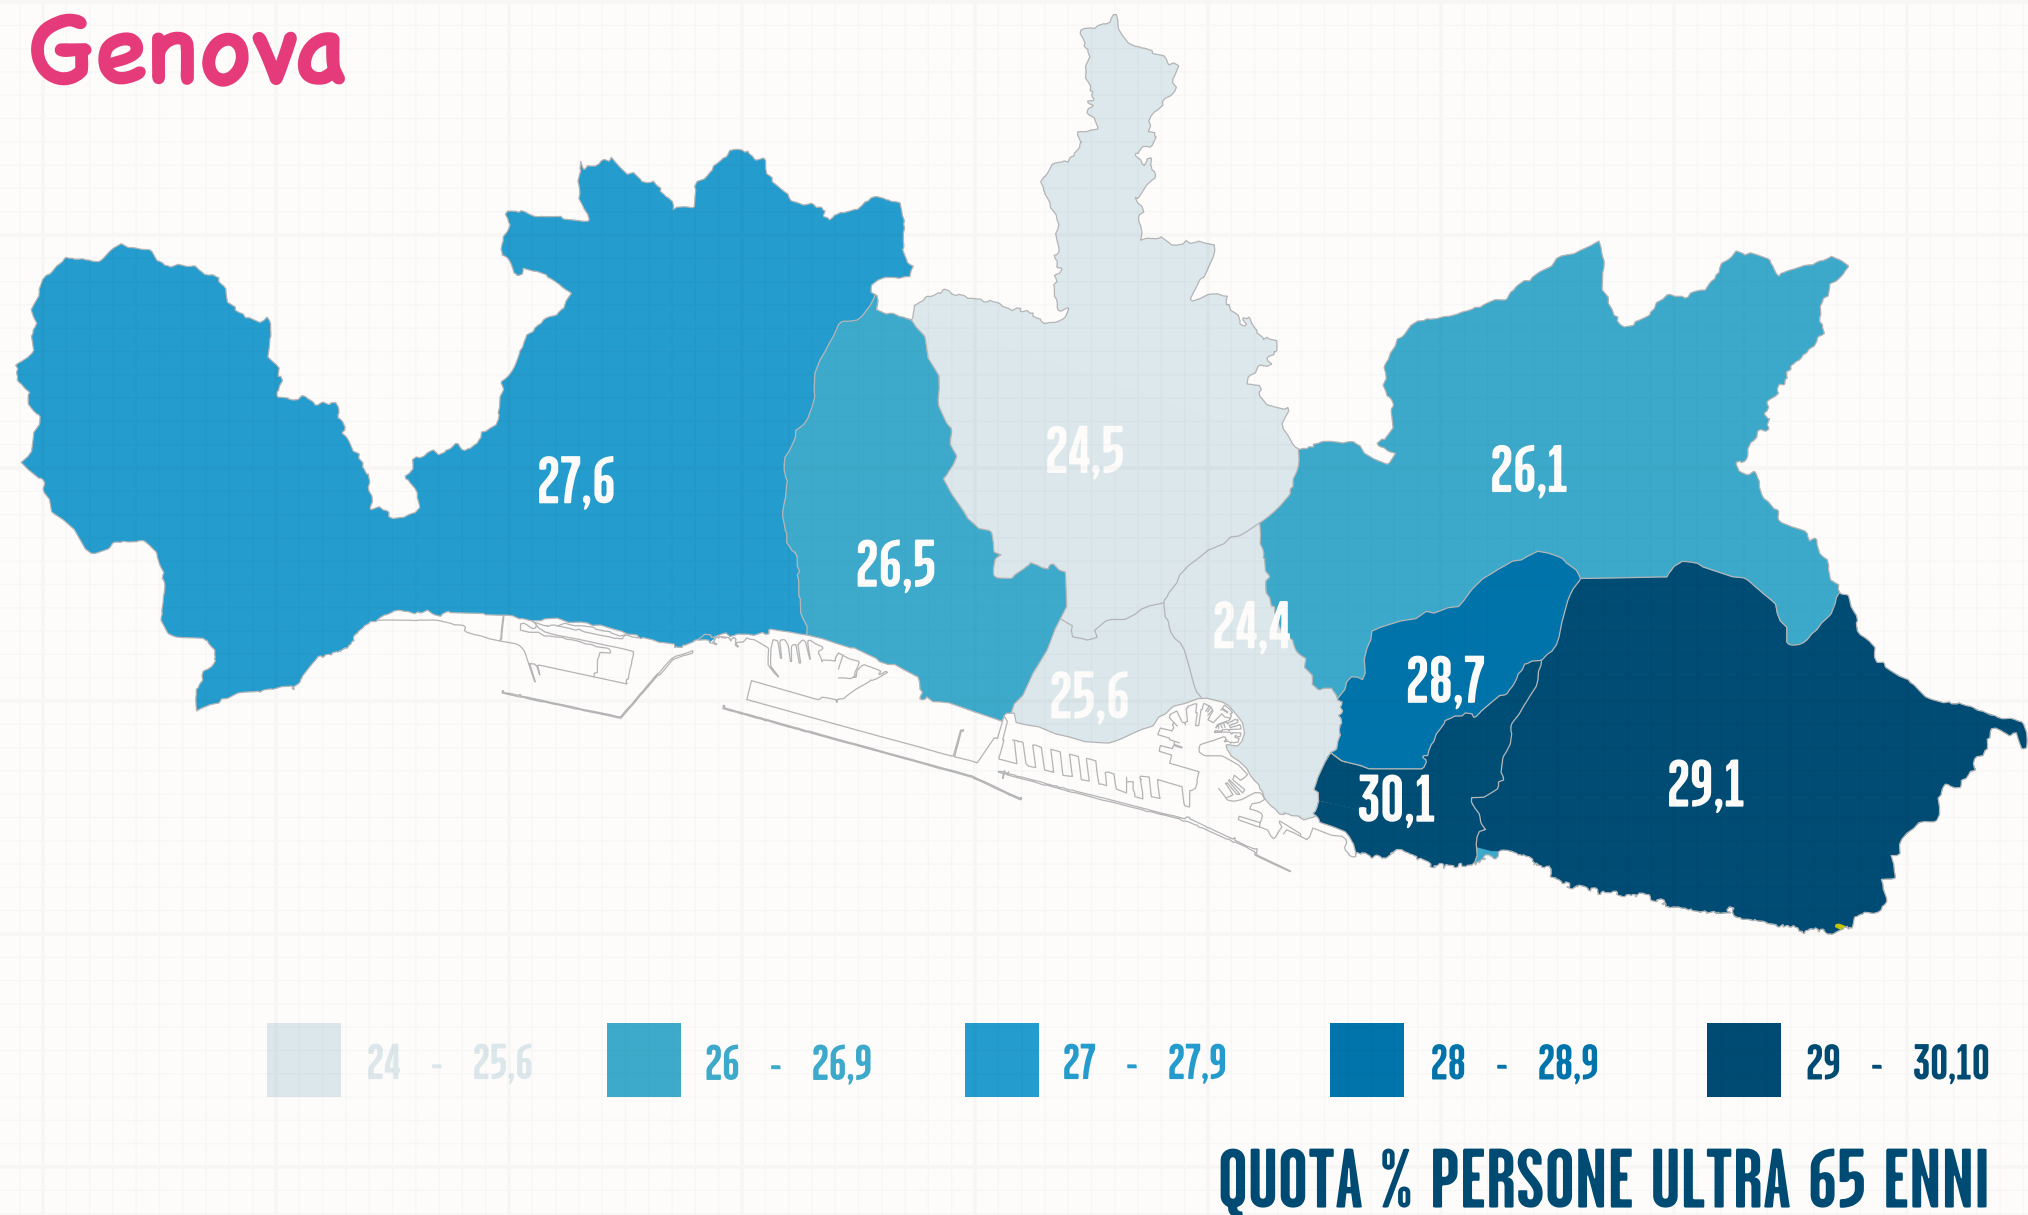 Genova
24,5
26,1
27,6
26,5
24,4
28,7
25,6
29,1
30,1
24 - 25,6
26 - 26,9
27 - 27,9
28 - 28,9
29 - 30,10
QUOTA % PERSONE ULTRA 65 ENNI